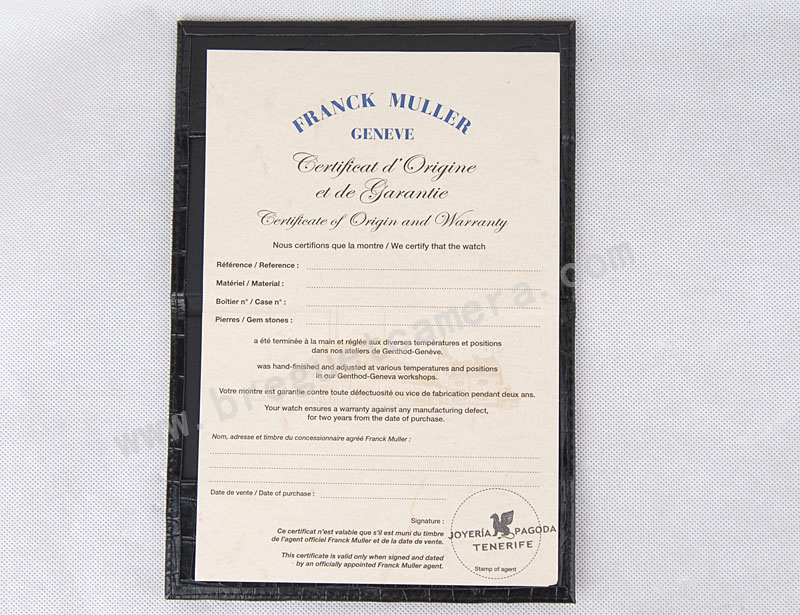 FRANCK MULLER
GENEVE
Certificat d'Origine
et de Garantie
Certificate of Origin and Warranty
Nous certifions que la montre / We certify that the watch
Référence / Reference :
Matériel / Material :
Boîtier n° / Case n° :
Pierres / Gem stones :
a été terminée à la main et réglée aux diverses températures et positions
dans nos ateliers de Genthod-Genève.
was hand-finished and adjusted at various temperatures and positions
in our Genthod-Geneva workshops.
Votre montre est garantie contre toute défectuosité ou vice de fabrication pendant deux ans.
Your watch ensures a warranty against any manufacturing defect,
for two years from the date of purchase.
Nom, adresse et timbre du concessionnaire agréé Franck Muller :
Date de vente / Date of purchase :
Signature :
Ce certificat n'est valable que s'il est muni du timbre
de l'agent officiel Franck Muller et de la date de vente.
This certificate is valid only when signed and dated
by an officially appointed Franck Muller agent.
JOYERÍA PAGODA
TENERIFE
Stamp of agent
www.breguetcamera.com